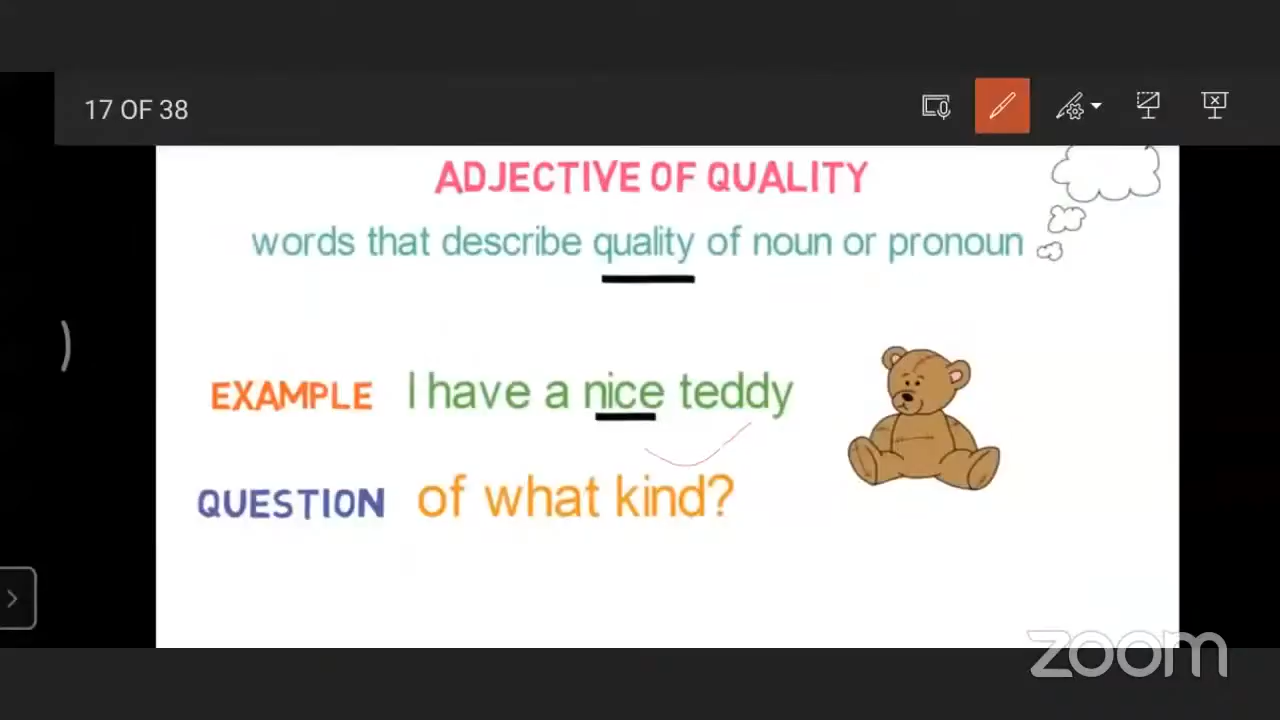 17 OF 38
ADJECTIVE OF QUALITY
words that describe quality of noun or pronoun
EXAMPLE I have a nice teddy
QUESTION of what kind?
zoom